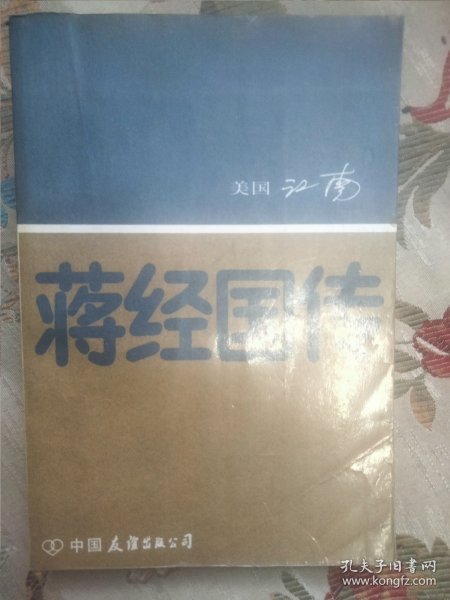 美国 江南
蒋经国传
中国友谊出版公司
孔夫子旧书网
www.kongfz.com